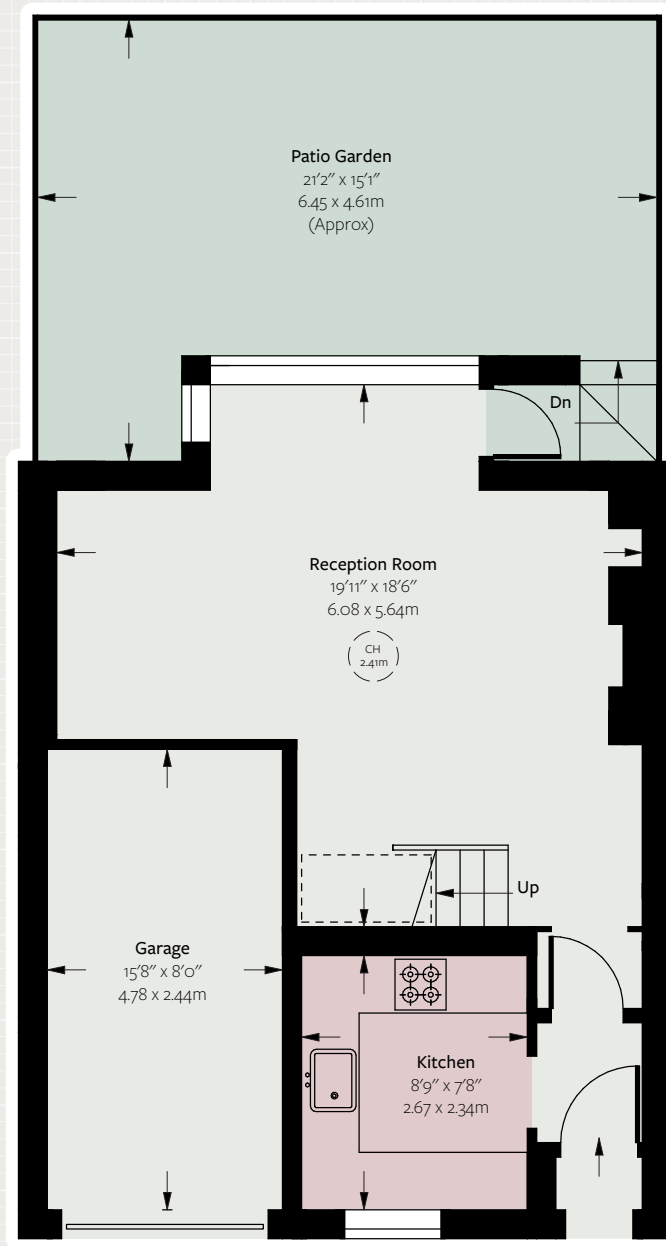 Patio Garden
21'2" x 15'1"
6.45 x 4.61m
(Approx)
Dn
Reception Room
19'11" x 18'6"
6.08 x 5.64m
CH
2.41m
Up
Garage
15'8" x 8'0"
4.78 x 2.44m
Kitchen
8'9" x 7'8"
2.67 x 2.34m